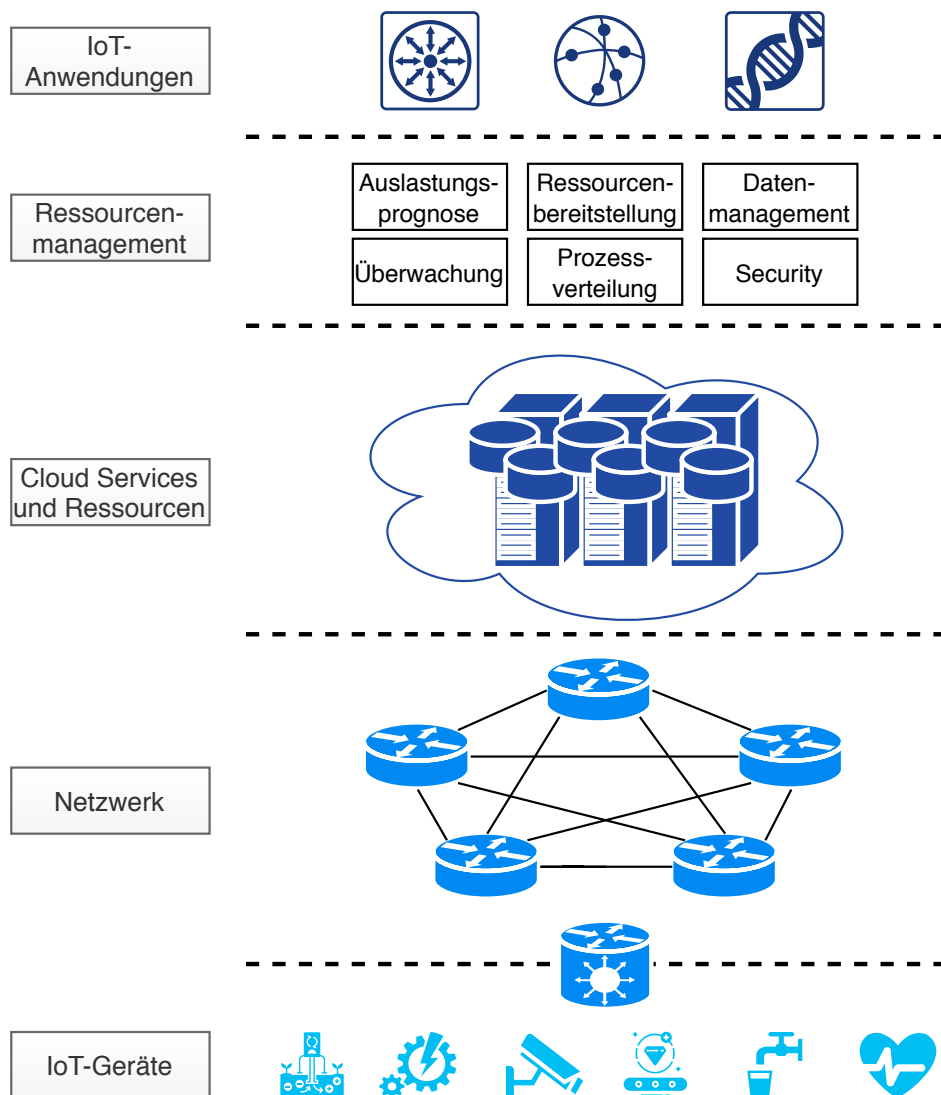 IoT-
Anwendungen
Ressourcen-
management
Auslastungs-
prognose
Ressourcen-
bereitstellung
Daten-
management
Überwachung
Prozess-
verteilung
Security
Cloud Services
und Ressourcen
Netzwerk
IoT-Geräte